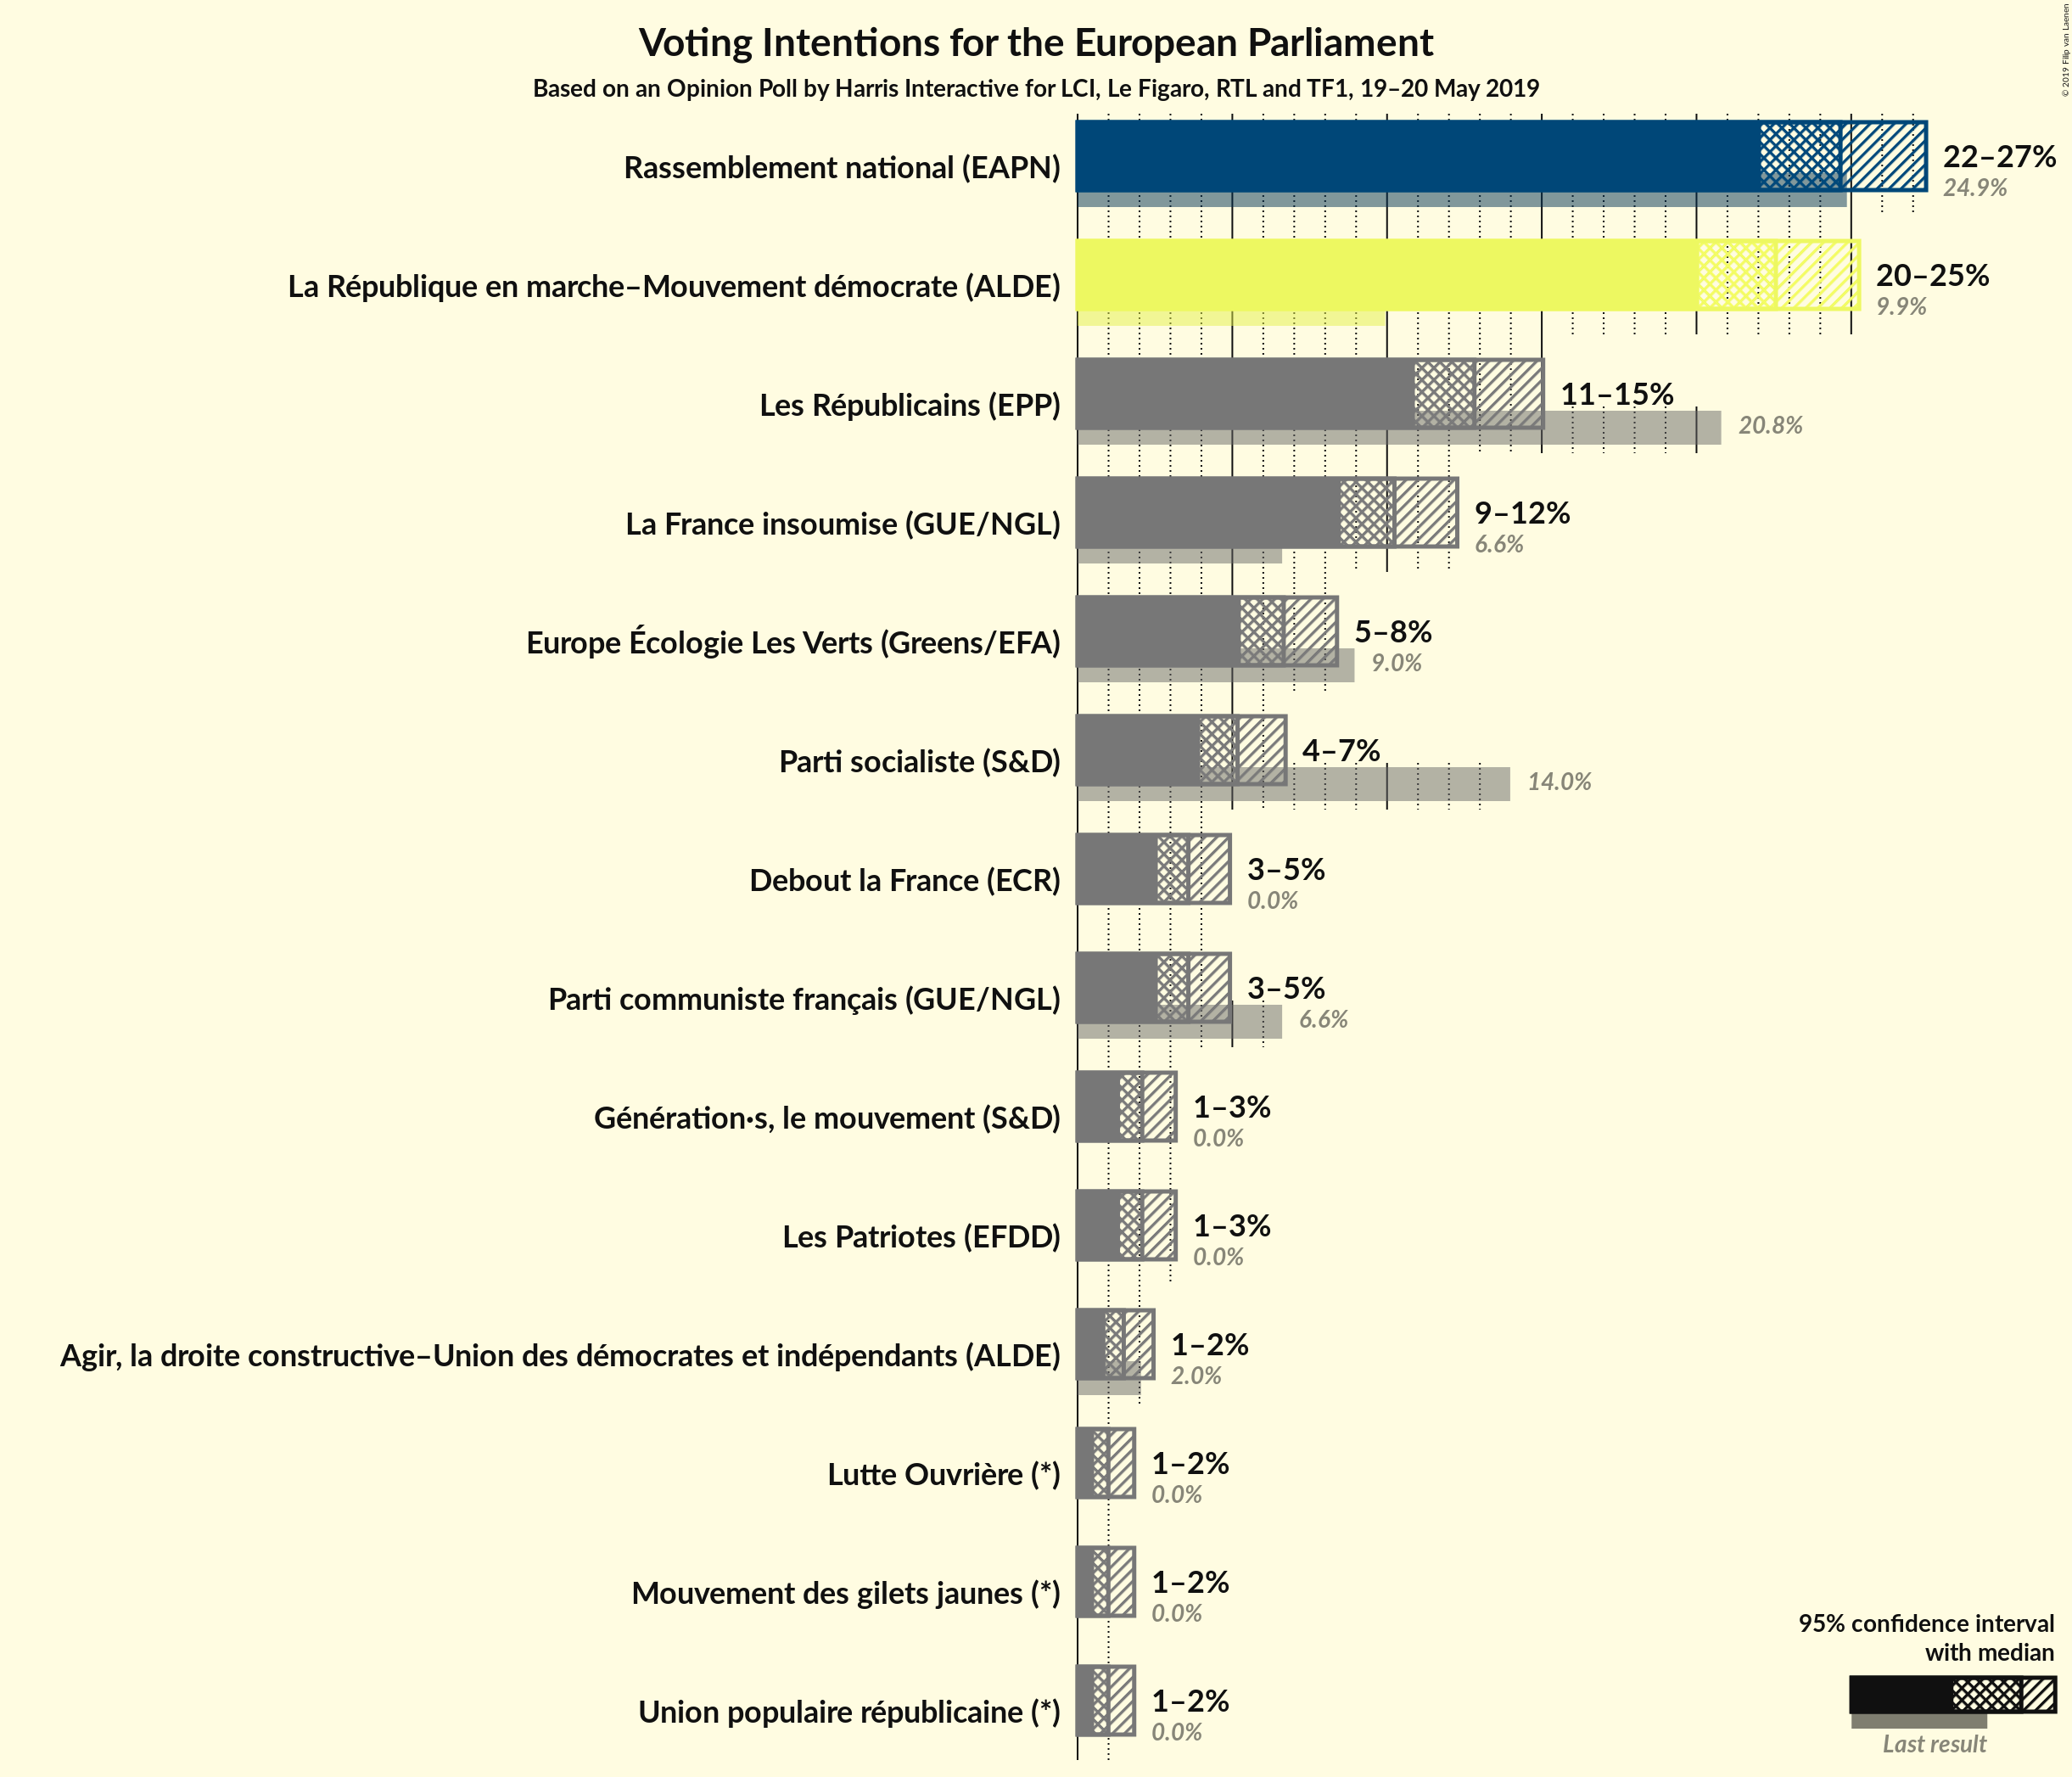 Voting Intentions for the European Parliament
Based on an Opinion Poll by Harris Interactive for LCI, Le Figaro, RTL and TF1, 19–20 May 2019
© 2019 Filip van Laenen
Rassemblement national (EAPN)
22–27%
24.9%
La République en marche–Mouvement démocrate (ALDE)
20–25%
9.9%
Les Républicains (EPP)
11–15%
20.8%
La France insoumise (GUE/NGL)
9–12%
6.6%
Europe Écologie Les Verts (Greens/EFA)
5–8%
9.0%
Parti socialiste (S&D)
4–7%
14.0%
Debout la France (ECR)
3–5%
0.0%
Parti communiste français (GUE/NGL)
3–5%
6.6%
Génération·s, le mouvement (S&D)
1–3%
0.0%
Les Patriotes (EFDD)
1–3%
0.0%
Agir, la droite constructive–Union des démocrates et indépendants (ALDE)
1–2%
2.0%
Lutte Ouvrière (*)
1–2%
0.0%
Mouvement des gilets jaunes (*)
1–2%
0.0%
Union populaire républicaine (*)
1–2%
0.0%
95% confidence interval
with median
Last result